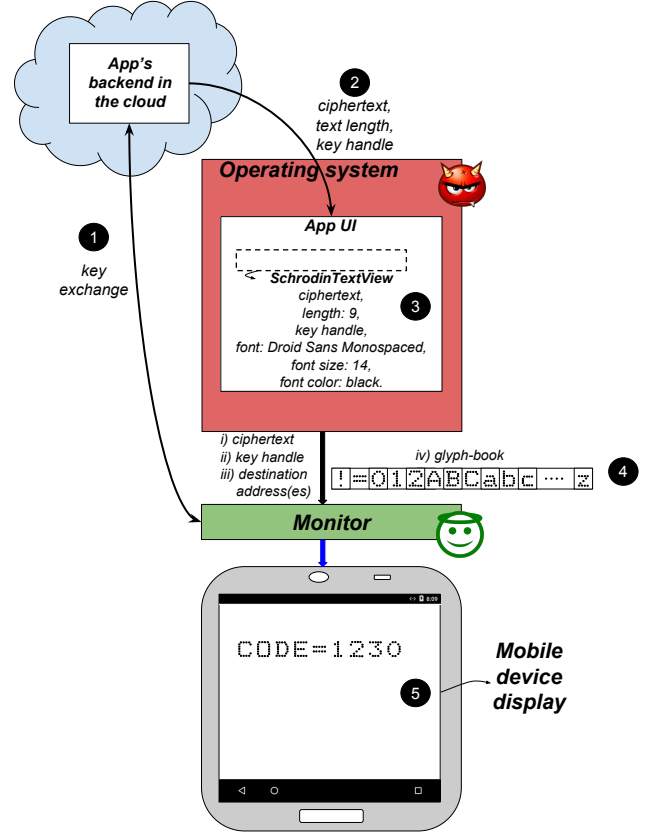 App's
backend in
the cloud
2
ciphertext,
text length,
key handle
Operating system
1
key
exchange
App UI
SchrodinTextView
ciphertext,
length: 9,
key handle,
font: Droid Sans Monospaced,
font size: 14,
font color: black.
3
i) ciphertext
ii) key handle
iii) destination
address(es)
iv) glyph-book
!=012ABCabc .... z
4
Monitor
8:09
CODE=1230
5
Mobile
device
display